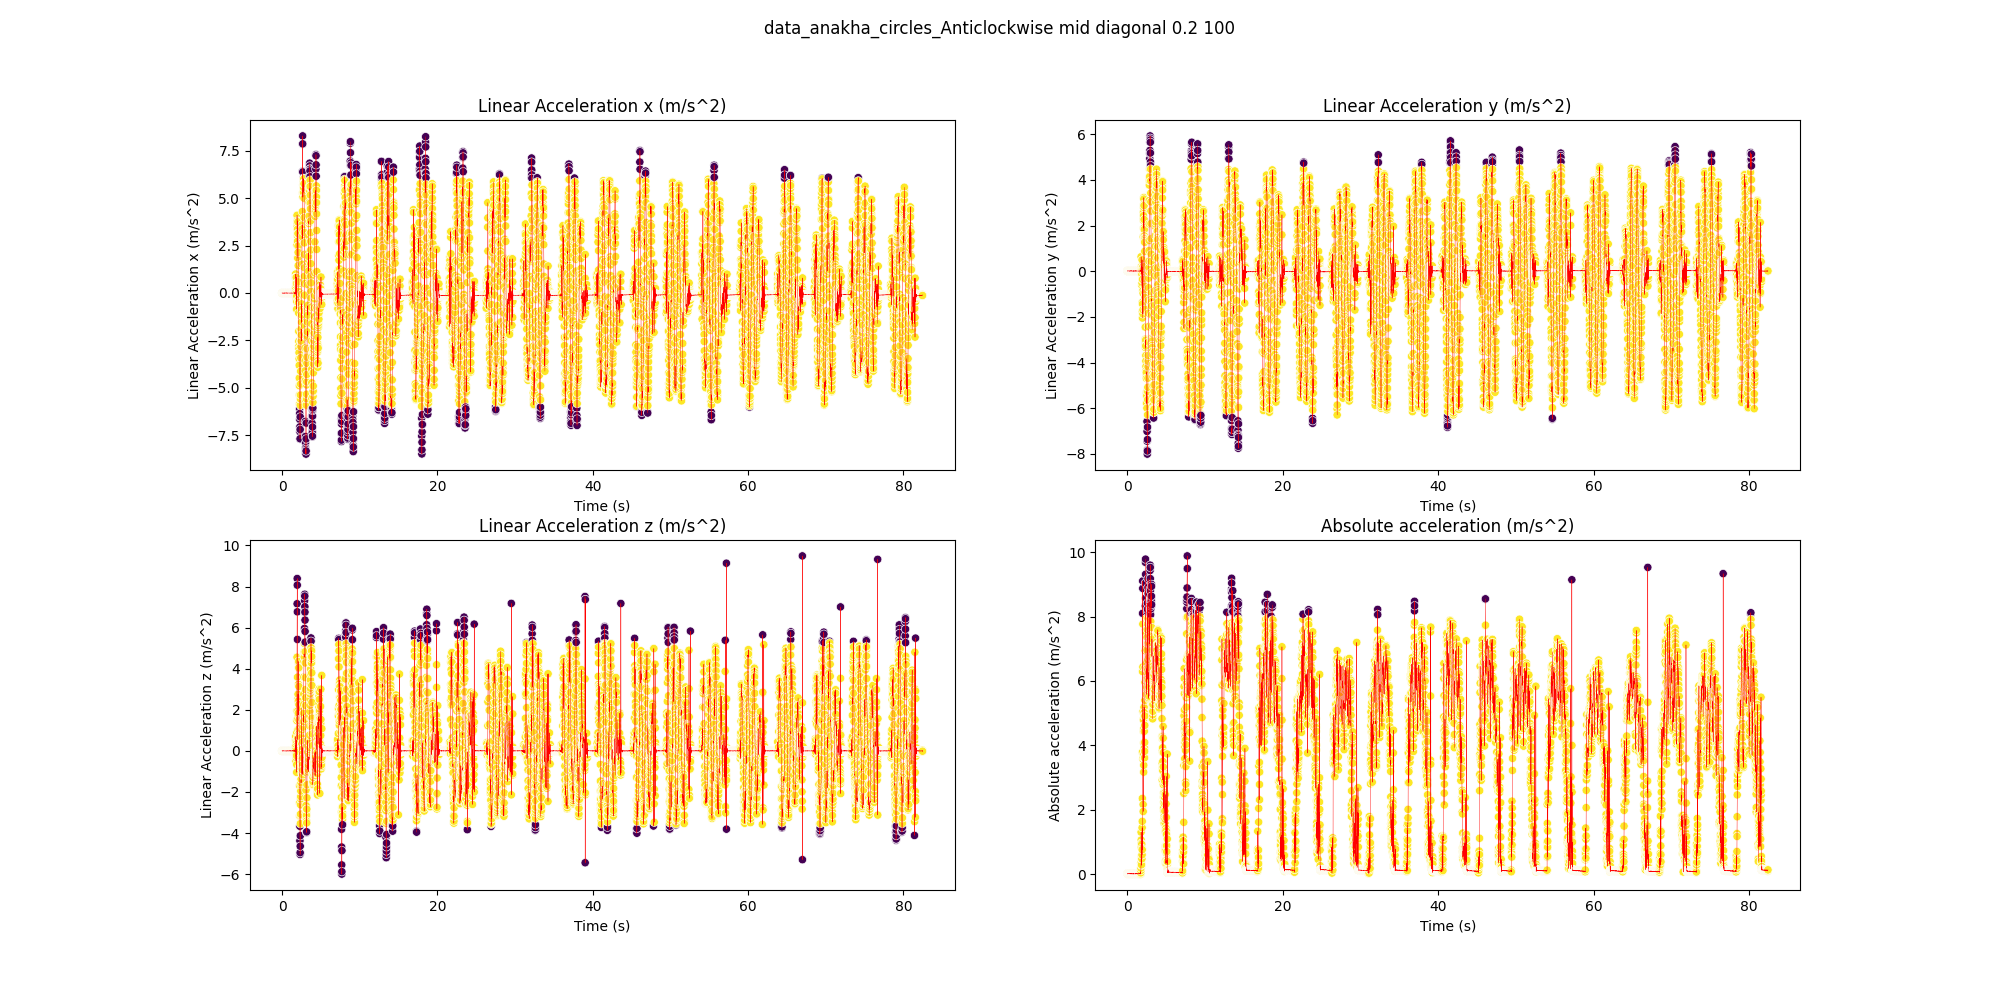 data_anakha_circles_Anticlockwise mid diagonal 0.2 100
Linear Acceleration x (m/s^2)
Linear Acceleration x (m/s^2)
7.5
5.0
2.5
0.0
−2.5
−5.0
−7.5
0 20 40 60 80
Time (s)
Linear Acceleration y (m/s^2)
Linear Acceleration y (m/s^2)
6
4
2
0
−2
−4
−6
−8
0 20 40 60 80
Time (s)
Linear Acceleration z (m/s^2)
Linear Acceleration z (m/s^2)
10
8
6
4
2
0
−2
−4
−6
0 20 40 60 80
Time (s)
Absolute acceleration (m/s^2)
Absolute acceleration (m/s^2)
10
8
6
4
2
0
0 20 40 60 80
Time (s)